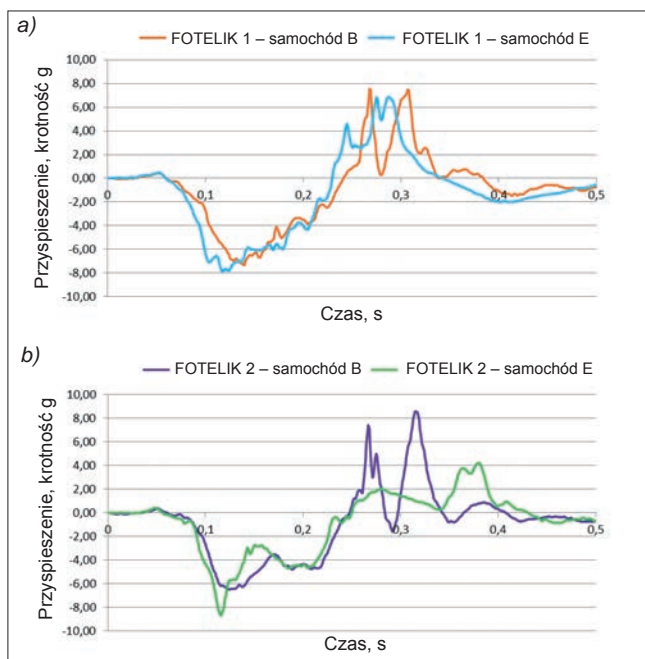 a)
FOTELIK 1 – samochód B FOTELIK 1 – samochód E
Przyspieszenie, krotność g
10,00
8,00
6,00
4,00
2,00
0,00
-2,00
-4,00
-6,00
-8,00
-10,00
0 0,1 0,2 0,3 0,4 0,5
Czas, s
b)
FOTELIK 2 – samochód B FOTELIK 2 – samochód E
Przyspieszenie, krotność g
10,00
8,00
6,00
4,00
2,00
0,00
-2,00
-4,00
-6,00
-8,00
-10,00
0 0,1 0,2 0,3 0,4 0,5
Czas, s